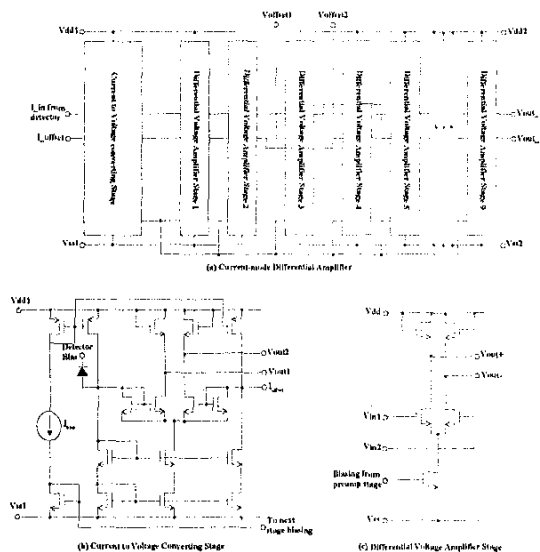 Voffset1 Voffset2
Vdd1 Vdd2
Current to Voltage converting Stage
Differential Voltage Amplifier Stage 1
Differential Voltage Amplifier Stage 2
Differential Voltage Amplifier Stage 3
Differential Voltage Amplifier Stage 4
Differential Voltage Amplifier Stage 5
Differential Voltage Amplifier Stage 9
I_in from
detector
I_offset
Vss1 Vss2
(a) Current-mode Differential Amplifier
Vdd1
Detector
Bias
Vout2
Vout1
Vss1
To next
stage biasing
(b) Current to Voltage Converting Stage
Vdd
Vout+
Vout-
Vin1
Vin2
Biasing from
preamp stage
Vss
(c) Differential Voltage Amplifier Stage